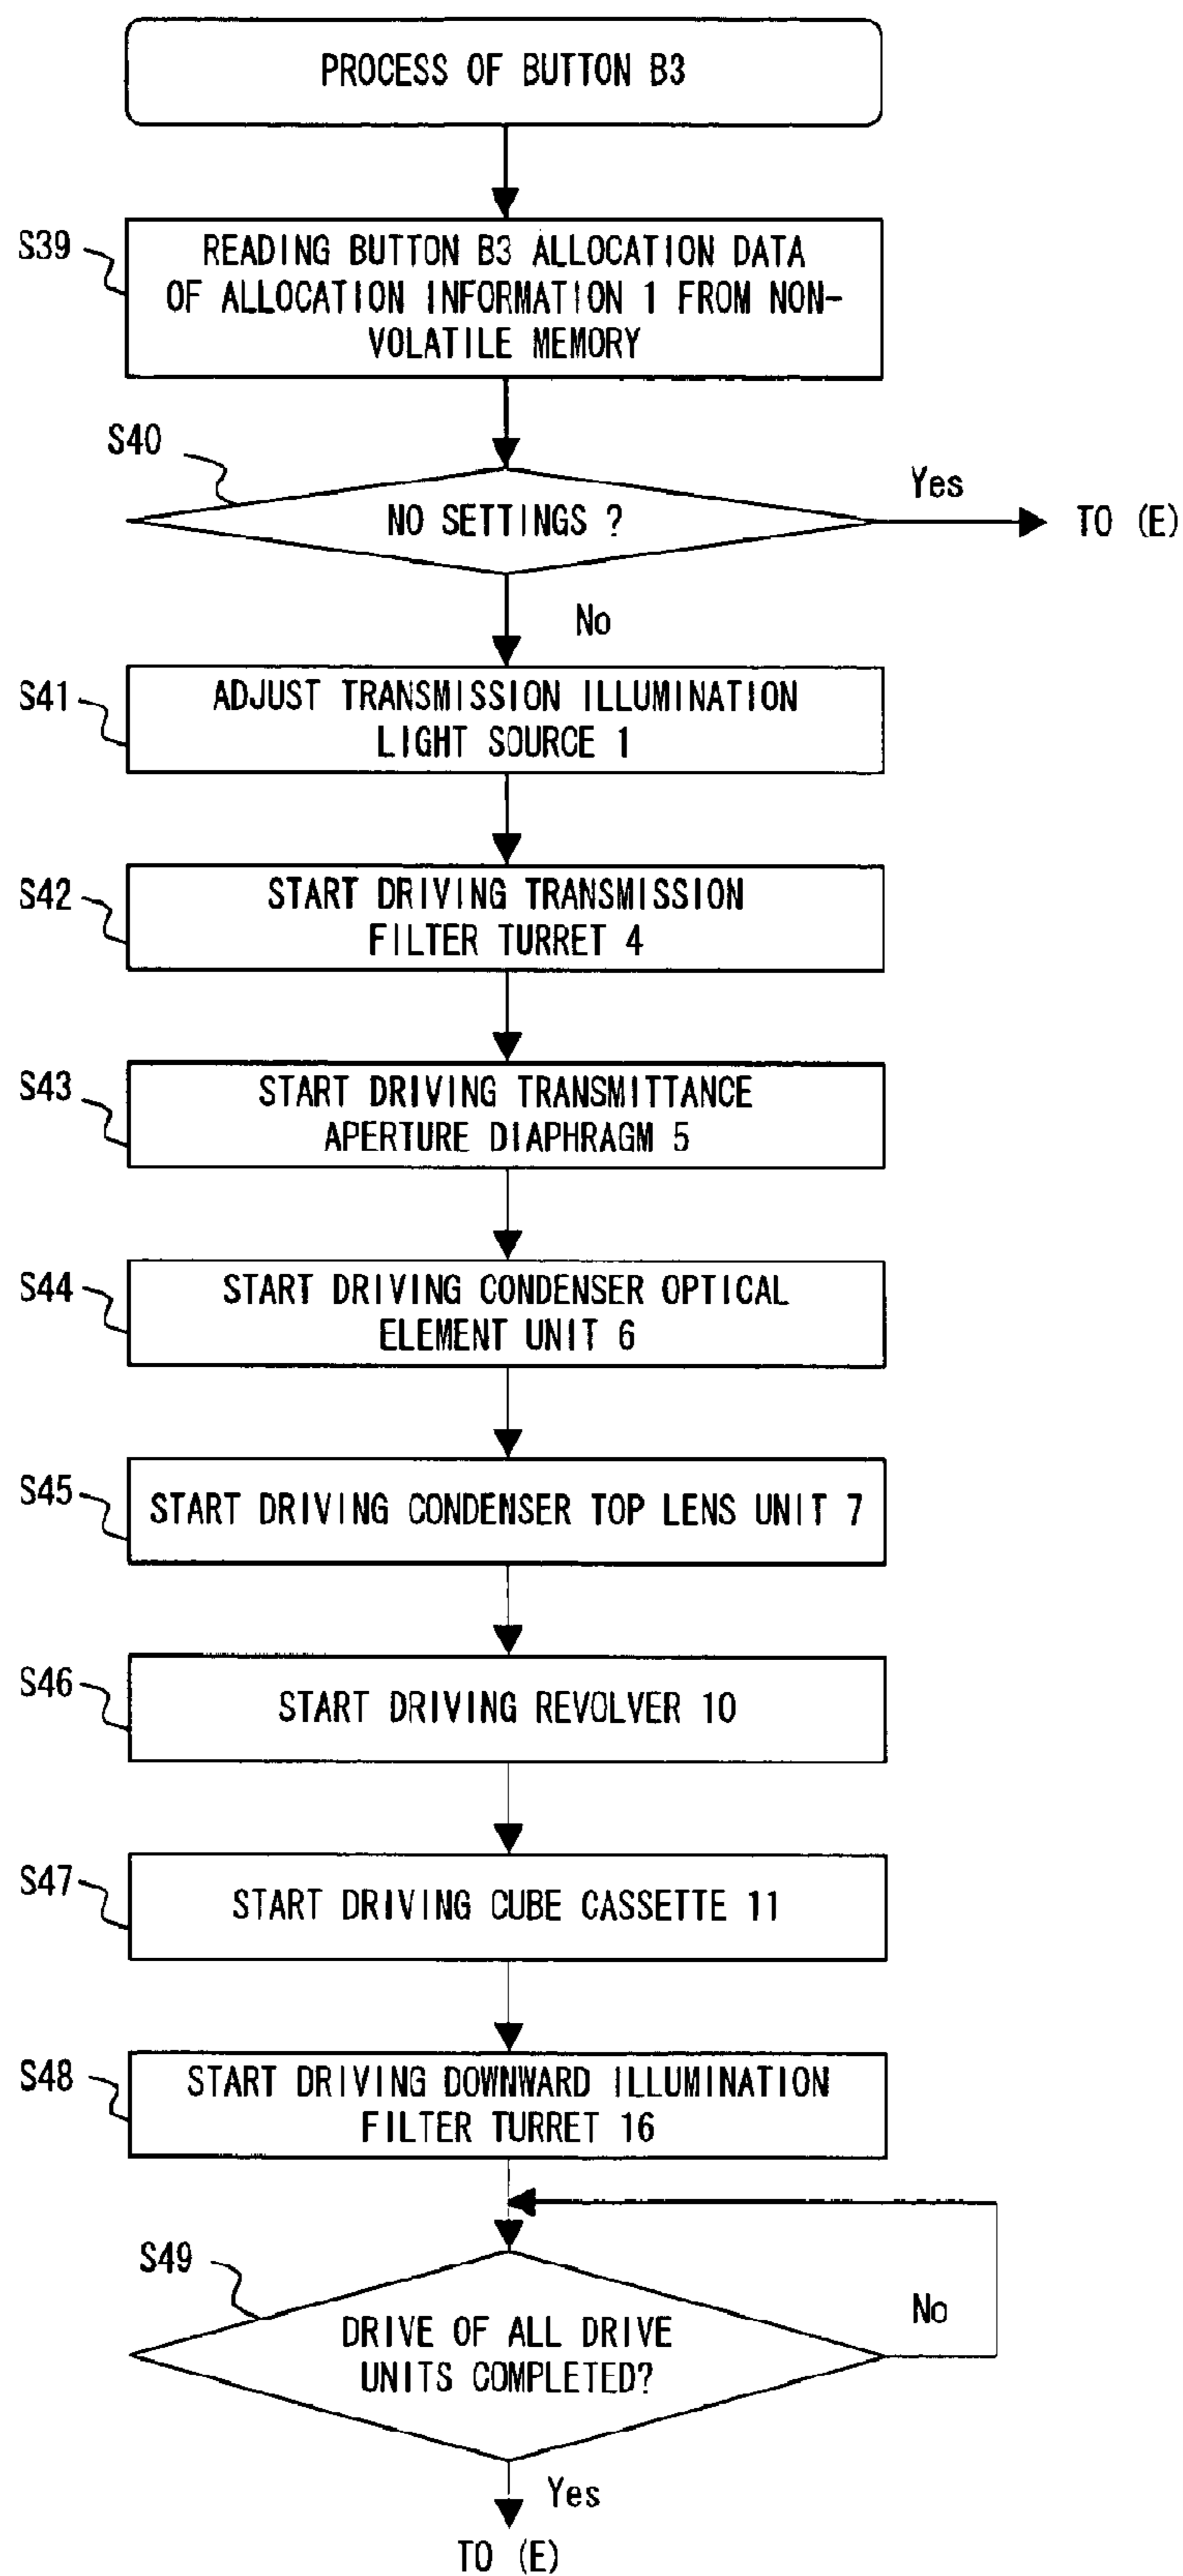 PROCESS OF BUTTON B3
S39
READING BUTTON B3 ALLOCATION DATA
OF ALLOCATION INFORMATION 1 FROM NON-
VOLATILE MEMORY
S40
NO SETTINGS ?
Yes
TO (E)
No
S41
ADJUST TRANSMISSION ILLUMINATION
LIGHT SOURCE 1
S42
START DRIVING TRANSMISSION
FILTER TURRET 4
S43
START DRIVING TRANSMITTANCE
APERTURE DIAPHRAGM 5
S44
START DRIVING CONDENSER OPTICAL
ELEMENT UNIT 6
S45
START DRIVING CONDENSER TOP LENS UNIT 7
S46
START DRIVING REVOLVER 10
S47
START DRIVING CUBE CASSETTE 11
S48
START DRIVING DOWNWARD ILLUMINATION
FILTER TURRET 16
S49
DRIVE OF ALL DRIVE
UNITS COMPLETED?
No
Yes
TO (E)